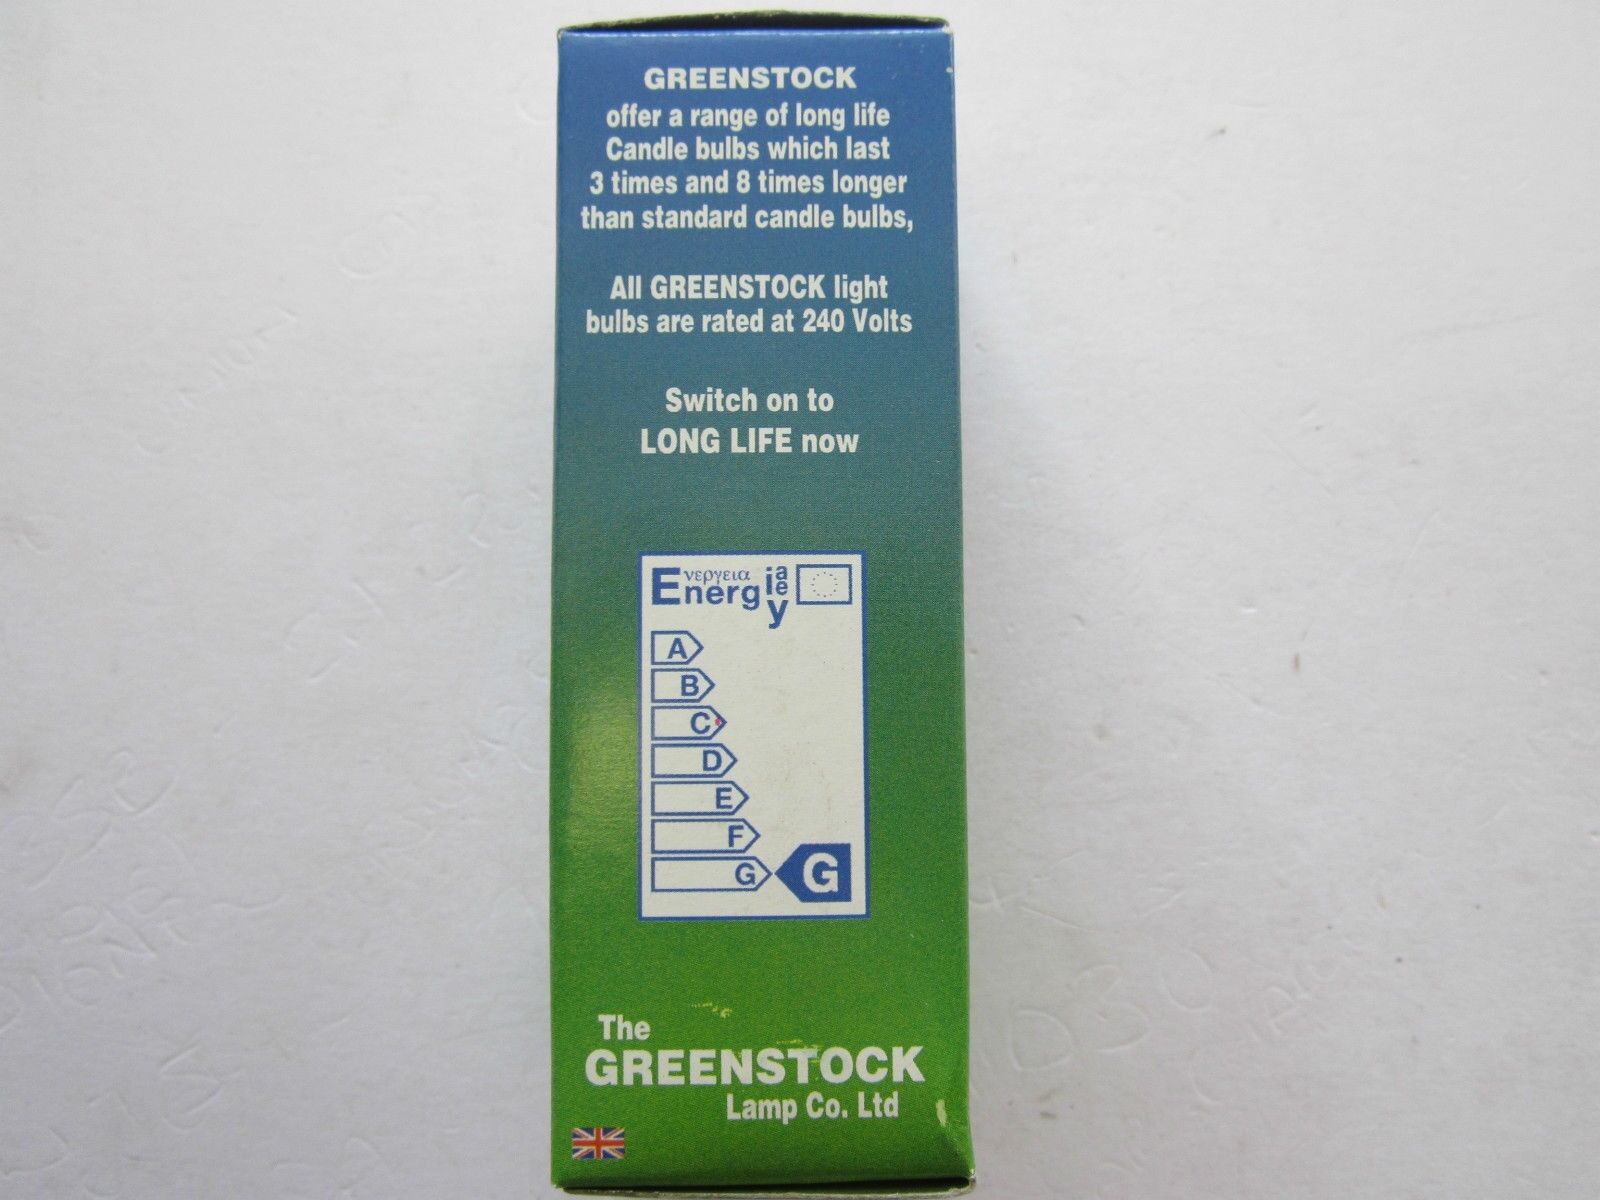 GREENSTOCK
offer a range of long life
Candle bulbs which last
3 times and 8 times longer
than standard candle bulbs,
All GREENSTOCK light
bulbs are rated at 240 Volts
Switch on to
LONG LIFE now
Ενεργεια
Energ ia
ie
y
A
B
C
D
E
F
G G
The
GREENSTOCK
Lamp Co. Ltd